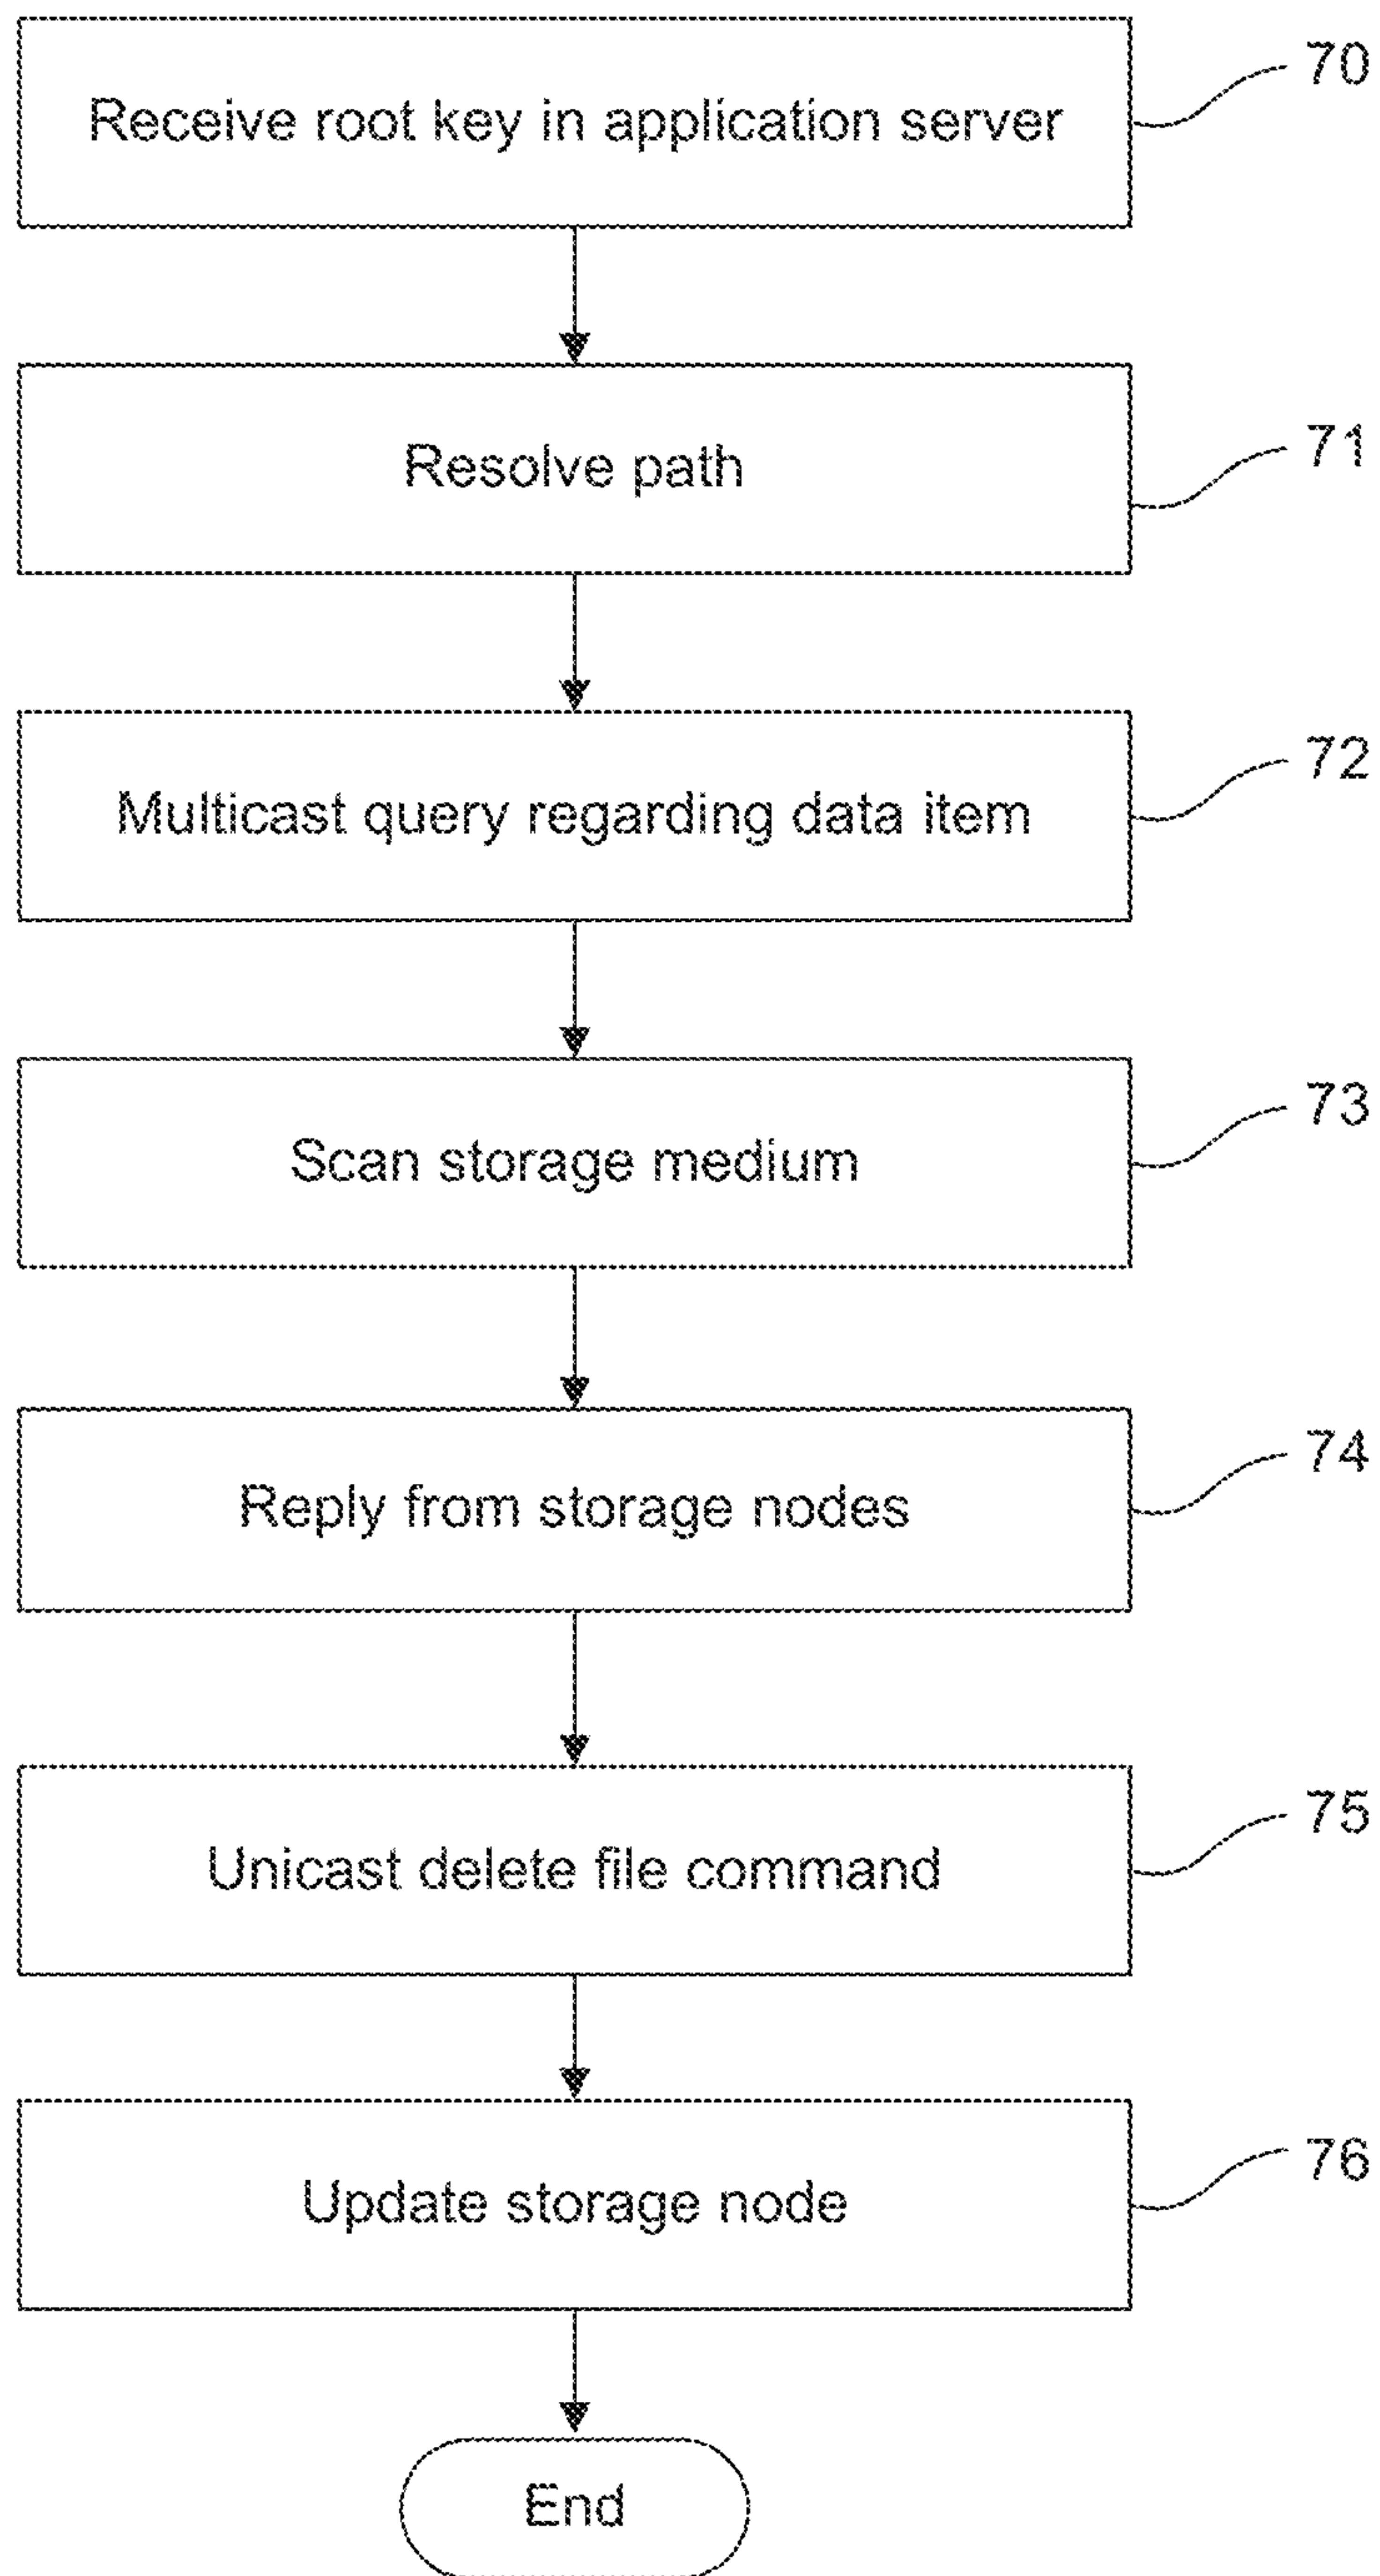 Receive root key in application server
70
Resolve path
71
Multicast query regarding data item
72
Scan storage medium
73
Reply from storage nodes
74
Unicast delete file command
75
Update storage node
76
End